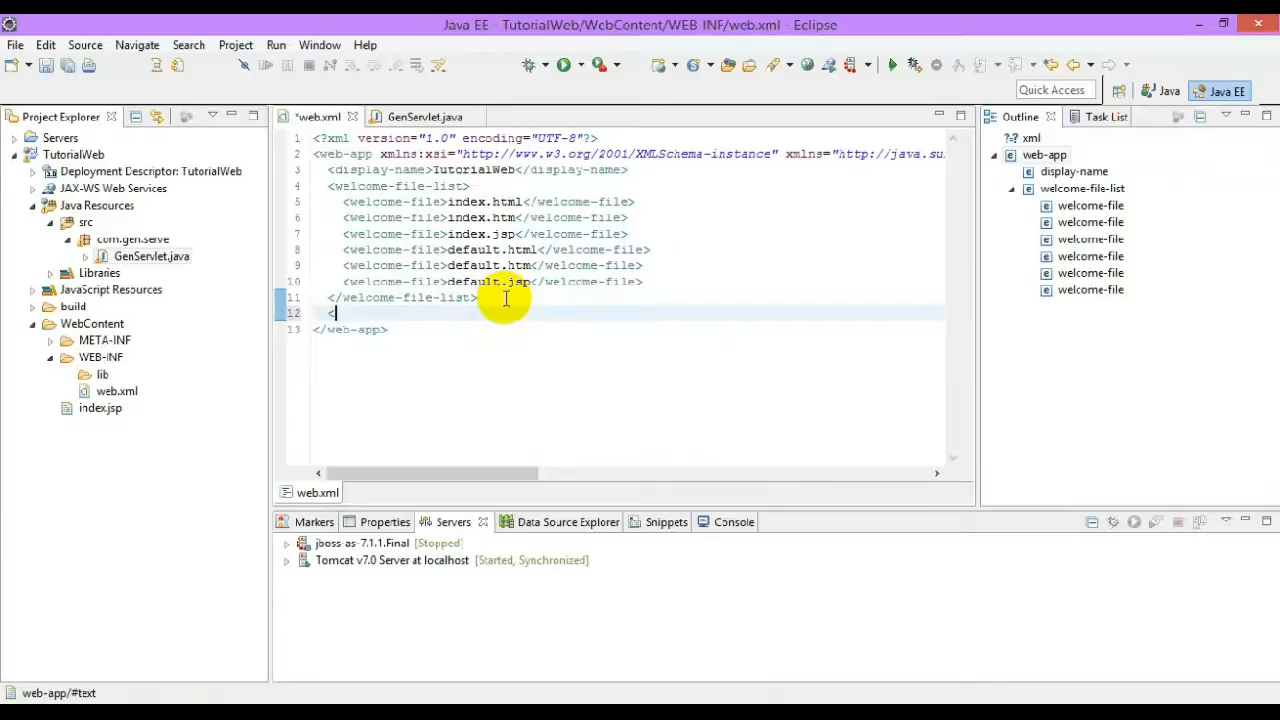 Java EE - TutorialWeb/WebContent/WEB-INF/web.xml - Eclipse
File Edit Source Navigate Search Project Run Window Help
Quick Access Java Java EE
Project Explorer
Servers
TutorialWeb
Deployment Descriptor: TutorialWeb
JAX-WS Web Services
Java Resources
src
com.gen.serve
GenServlet.java
Libraries
JavaScript Resources
build
WebContent
META-INF
WEB-INF
lib
web.xml
index.jsp
*web.xml GenServlet.java
1 <?xml version="1.0" encoding="UTF-8"?>
2 <web-app xmlns:xsi="http://www.w3.org/2001/XMLSchema-instance" xmlns="http://java.su
3 <display-name>TutorialWeb</display-name>
4 <welcome-file-list>
5 <welcome-file>index.html</welcome-file>
6 <welcome-file>index.htm</welcome-file>
7 <welcome-file>index.jsp</welcome-file>
8 <welcome-file>default.html</welcome-file>
9 <welcome-file>default.htm</welcome-file>
10 <welcome-file>default.jsp</welcome-file>
11 </welcome-file-list>
12 <
13 </web-app>
web.xml
Outline Task List
xml
web-app
display-name
welcome-file-list
welcome-file
welcome-file
welcome-file
welcome-file
welcome-file
welcome-file
Markers Properties Servers Data Source Explorer Snippets Console
jboss-as-7.1.1.Final [Stopped]
Tomcat v7.0 Server at localhost [Started, Synchronized]
web-app/#text